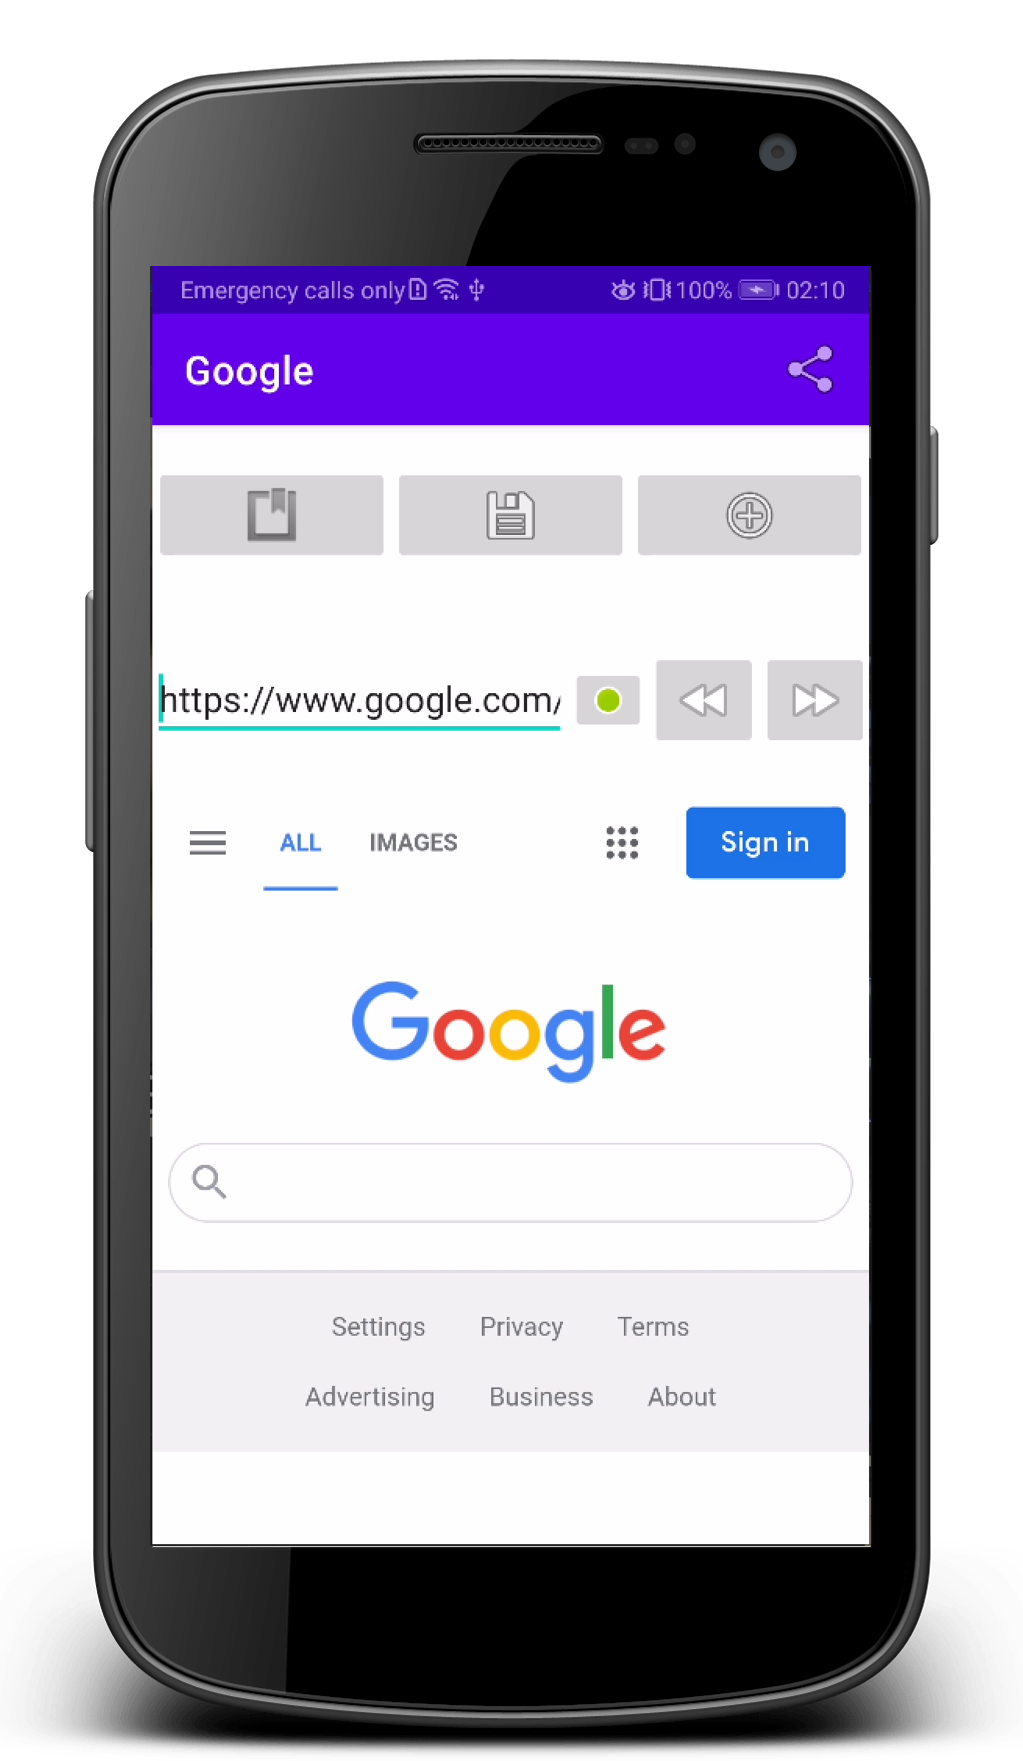 Emergency calls only 100% 02:10
Google
https://www.google.com/
ALL IMAGES Sign in
Google
Settings Privacy Terms
Advertising Business About